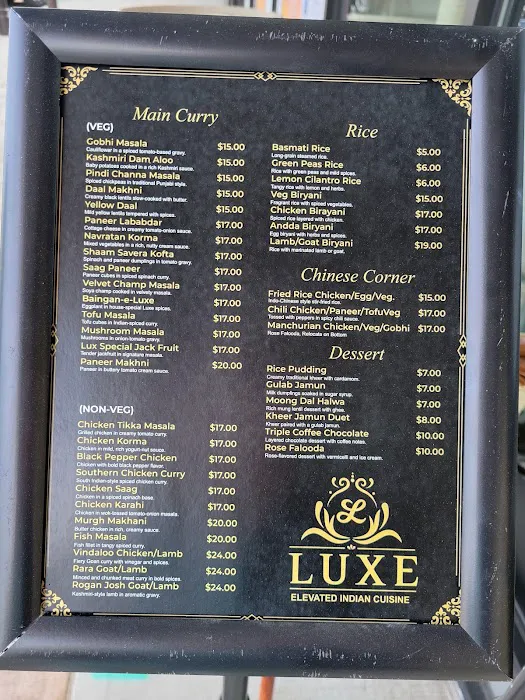 Main Curry
(VEG)
Gobhi Masala $15.00
Cauliflower in a spiced tomato-based gravy.
Kashmiri Dam Aloo $15.00
Baby potatoes cooked in a rich Kashmiri sauce.
Pindi Channa Masala $15.00
Spiced chickpeas in traditional Punjabi style.
Daal Makhni $15.00
Creamy black lentils slow-cooked with butter.
Yellow Daal $15.00
Mild yellow lentils tempered with spices.
Paneer Lababdar $17.00
Cottage cheese in creamy tomato-onion sauce.
Navratan Korma $17.00
Mixed vegetables in a rich, nutty cream sauce.
Shaam Savera Kofta $17.00
Spinach and paneer dumplings in tomato gravy.
Saag Paneer $17.00
Paneer cubes in spiced spinach curry.
Velvet Champ Masala $17.00
Soya champ cooked in velvety masala.
Baingan-e-Luxe $17.00
Eggplant in house-special Luxe spices.
Tofu Masala $17.00
Tofu cubes in Indian-spiced curry.
Mushroom Masala $17.00
Mushrooms in onion-tomato gravy.
Lux Special Jack Fruit $17.00
Tender jackfruit in signature masala.
Paneer Makhni $20.00
Paneer in buttery tomato cream sauce.
(NON-VEG)
Chicken Tikka Masala $17.00
Grilled chicken in creamy tomato curry.
Chicken Korma $17.00
Chicken in mild, rich yogurt-nut sauce.
Black Pepper Chicken $17.00
Chicken with bold black pepper flavor.
Southern Chicken Curry $17.00
South Indian-style spiced chicken curry.
Chicken Saag $17.00
Chicken in a spiced spinach base.
Chicken Karahi $17.00
Chicken in wok-tossed tomato-onion masala.
Murgh Makhani $20.00
Butter chicken in rich, creamy sauce.
Fish Masala $20.00
Fish fillet in tangy spiced curry.
Vindaloo Chicken/Lamb $24.00
Fiery Goan curry with vinegar and spices.
Rara Goat/Lamb $24.00
Minced and chunked meat curry in bold spices.
Rogan Josh Goat/Lamb $24.00
Kashmiri-style lamb in aromatic gravy.
Rice
Basmati Rice $5.00
Long-grain steamed rice.
Green Peas Rice $6.00
Rice with green peas and mild spices.
Lemon Cilantro Rice $6.00
Tangy rice with lemon and herbs.
Veg Biryani $15.00
Fragrant rice with spiced vegetables.
Chicken Birayani $17.00
Spiced rice layered with chicken.
Andda Biryani $17.00
Egg biryani with herbs and spices.
Lamb/Goat Biryani $19.00
Rice with marinated lamb or goat.
Chinese Corner
Fried Rice Chicken/Egg/Veg. $15.00
Indo-Chinese style stir-fried rice.
Chili Chicken/Paneer/TofuVeg $17.00
Tossed with peppers in spicy chili sauce.
Manchurian Chicken/Veg/Gobhi $17.00
Rose Falooda, Relocate on Bottom
Dessert
Rice Pudding $7.00
Creamy traditional kheer with cardamom.
Gulab Jamun $7.00
Milk dumplings soaked in sugar syrup.
Moong Dal Halwa $7.00
Rich mung lentil dessert with ghee.
Kheer Jamun Duet $8.00
Kheer paired with a gulab jamun.
Triple Coffee Chocolate $10.00
Layered chocolate dessert with coffee notes.
Rose Falooda $10.00
Rose-flavored dessert with vermicelli and ice cream.
L
LUXE
ELEVATED INDIAN CUISINE